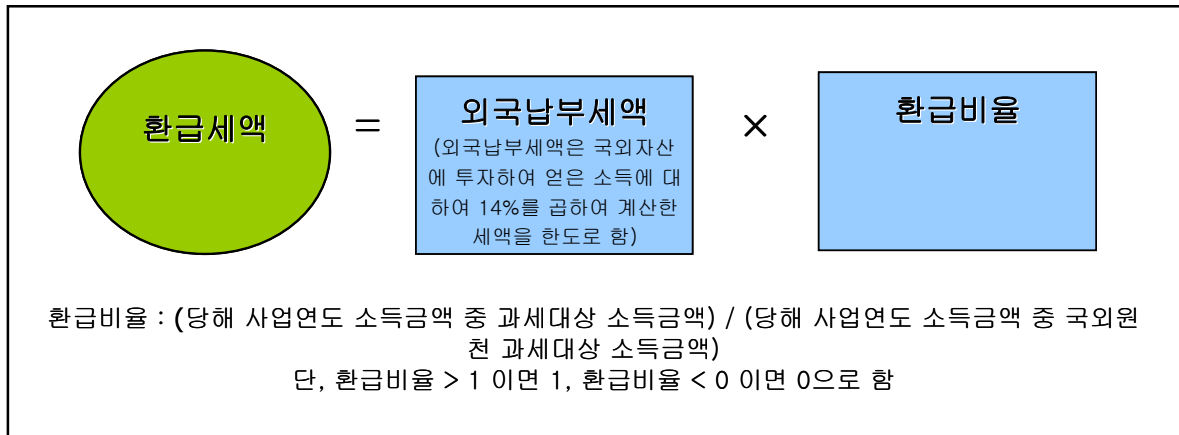 환급세액
=
외국납부세액
(외국납부세액은 국외자산
에 투자하여 얻은 소득에 대
하여 14%를 곱하여 계산한
세액을 한도로 함)
×
환급비율
환급비율 : (당해 사업연도 소득금액 중 과세대상 소득금액) / (당해 사업연도 소득금액 중 국외원
천 과세대상 소득금액)
단, 환급비율 > 1 이면 1, 환급비율 < 0 이면 0으로 함